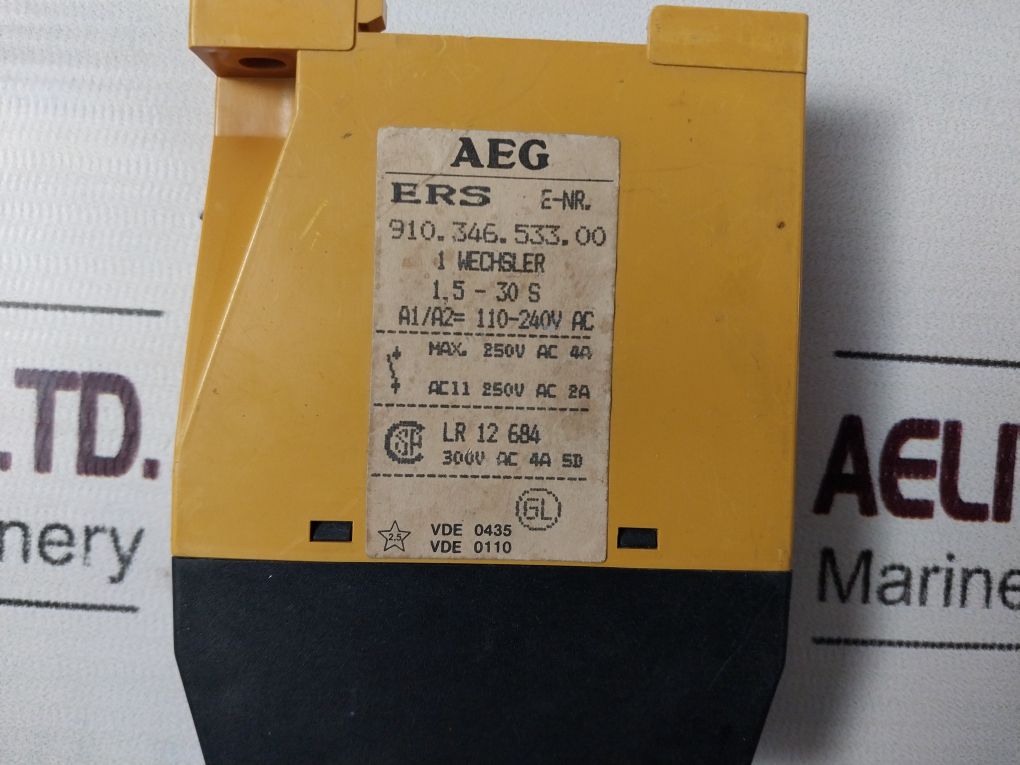 AEG
ERS E-NR.
910.346.533.00
1 WECHSLER
1,5 - 30 S
A1/A2= 110-240V AC
MAX. 250V AC 4A
AC11 250V AC 2A
LR 12 684
300V AC 4A 5D
GL
2.5
VDE 0435
VDE 0110
LTD.
nery
AELI
Marine